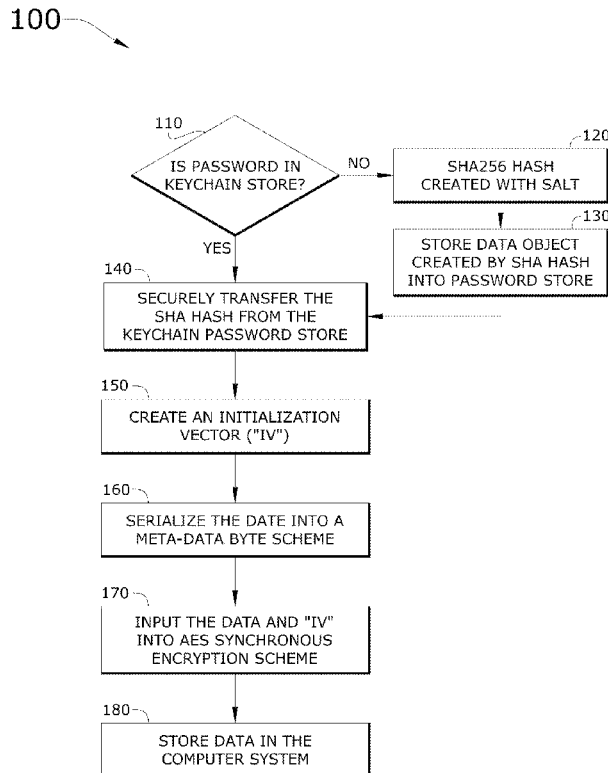 100
110
IS PASSWORD IN
KEYCHAIN STORE?
NO
120
SHA256 HASH
CREATED WITH SALT
130
STORE DATA OBJECT
CREATED BY SHA HASH
INTO PASSWORD STORE
YES
140
SECURELY TRANSFER THE
SHA HASH FROM THE
KEYCHAIN PASSWORD STORE
150
CREATE AN INITIALIZATION
VECTOR ("IV")
160
SERIALIZE THE DATE INTO A
META-DATA BYTE SCHEME
170
INPUT THE DATA AND "IV"
INTO AES SYNCHRONOUS
ENCRYPTION SCHEME
180
STORE DATA IN THE
COMPUTER SYSTEM